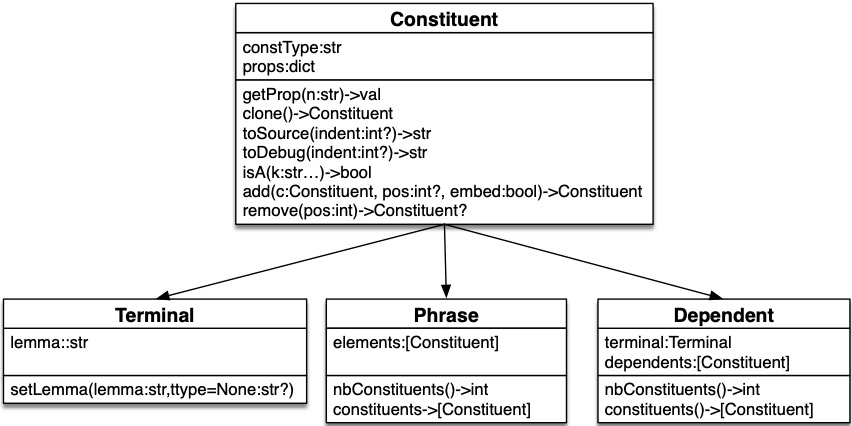 Constituent
constType:str
props:dict
getProp(n:str)->val
clone()->Constituent
toSource(indent:int?)->str
toDebug(indent:int?)->str
isA(k:str…)->bool
add(c:Constituent, pos:int?, embed:bool)->Constituent
remove(pos:int)->Constituent?
Terminal
lemma::str
setLemma(lemma:str,ttype=None:str?)
Phrase
elements:[Constituent]
nbConstituents()->int
constituents->[Constituent]
Dependent
terminal:Terminal
dependents:[Constituent]
nbConstituents()->int
constituents()->[Constituent]